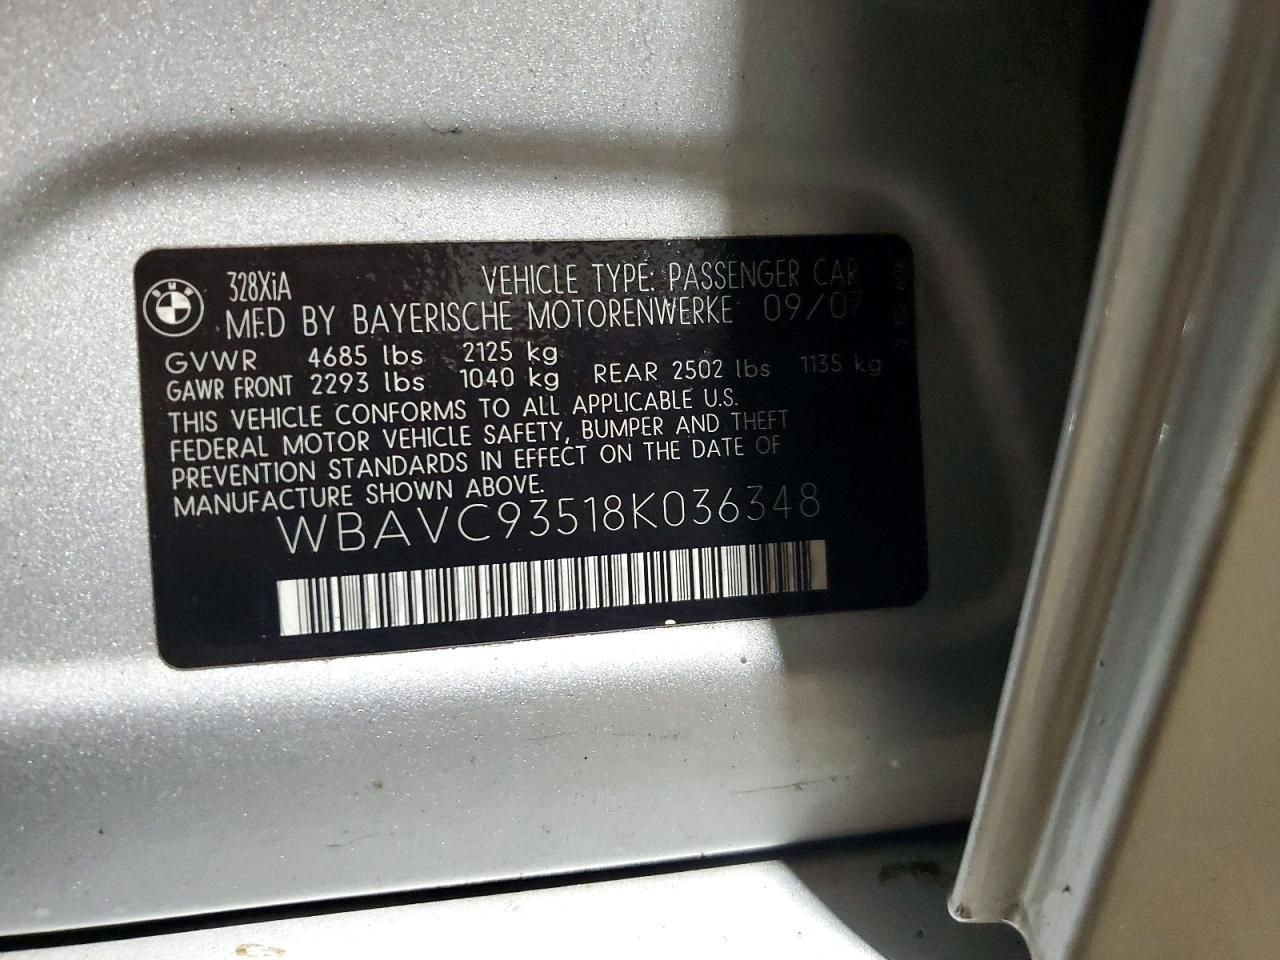 BMW
328XiA VEHICLE TYPE: PASSENGER CAR
MFD BY BAYERISCHE MOTORENWERKE 09/07
GVWR 4685 lbs 2125 kg
GAWR FRONT 2293 lbs 1040 kg REAR 2502 lbs 1135 kg
THIS VEHICLE CONFORMS TO ALL APPLICABLE U.S.
FEDERAL MOTOR VEHICLE SAFETY, BUMPER AND THEFT
PREVENTION STANDARDS IN EFFECT ON THE DATE OF
MANUFACTURE SHOWN ABOVE.
WBAVC93518K036348